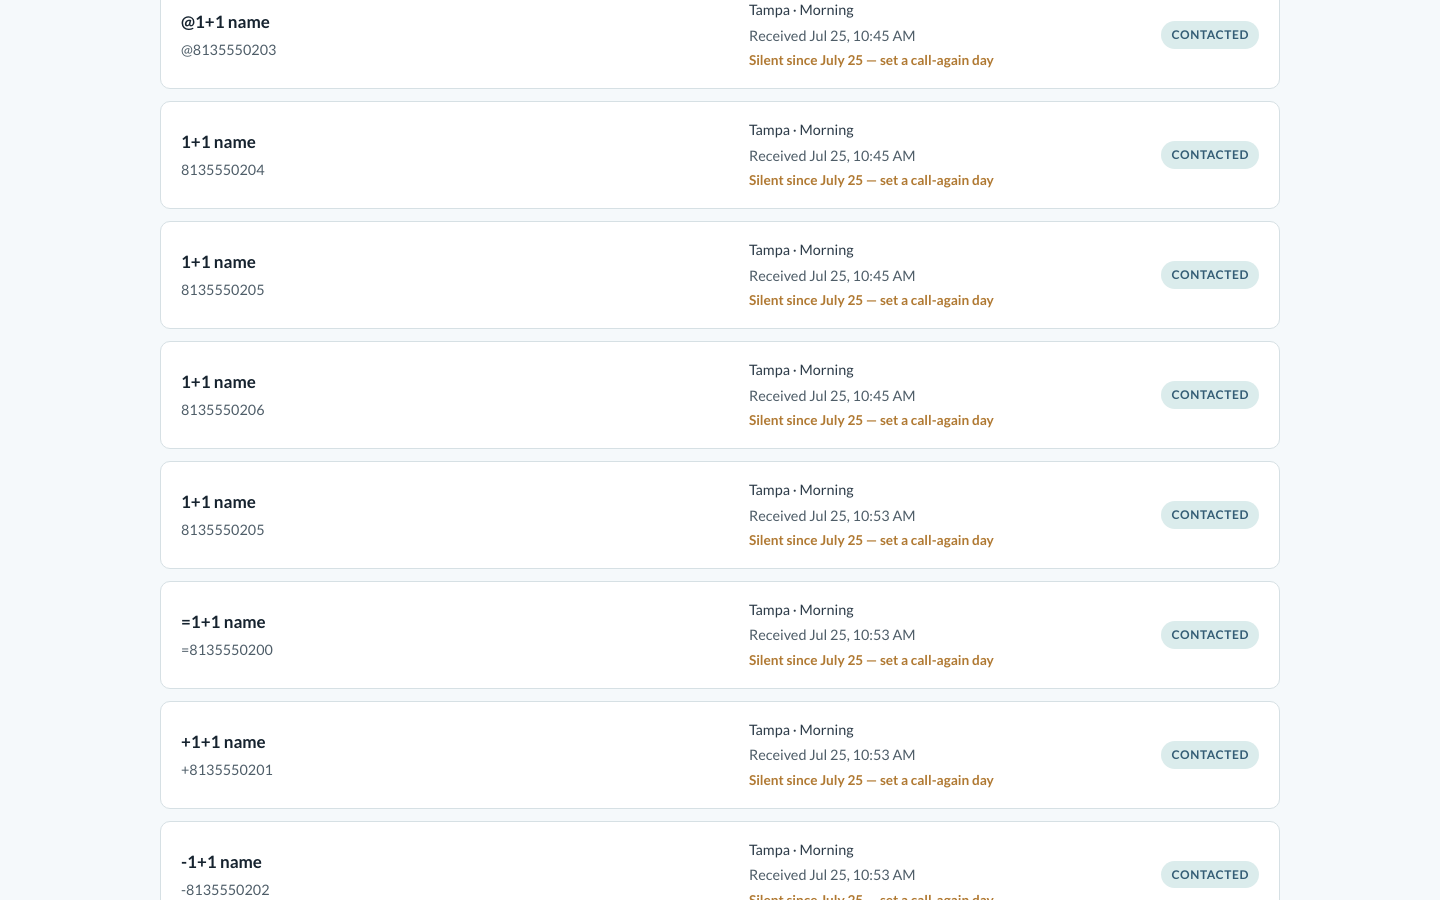 @1+1 name
@8135550203
Tampa · Morning
Received Jul 25, 10:45 AM
Silent since July 25 — set a call-again day
CONTACTED
1+1 name
8135550204
Tampa · Morning
Received Jul 25, 10:45 AM
Silent since July 25 — set a call-again day
CONTACTED
1+1 name
8135550205
Tampa · Morning
Received Jul 25, 10:45 AM
Silent since July 25 — set a call-again day
CONTACTED
1+1 name
8135550206
Tampa · Morning
Received Jul 25, 10:45 AM
Silent since July 25 — set a call-again day
CONTACTED
1+1 name
8135550205
Tampa · Morning
Received Jul 25, 10:53 AM
Silent since July 25 — set a call-again day
CONTACTED
=1+1 name
=8135550200
Tampa · Morning
Received Jul 25, 10:53 AM
Silent since July 25 — set a call-again day
CONTACTED
+1+1 name
+8135550201
Tampa · Morning
Received Jul 25, 10:53 AM
Silent since July 25 — set a call-again day
CONTACTED
-1+1 name
-8135550202
Tampa · Morning
Received Jul 25, 10:53 AM
Silent since July 25 — set a call-again day
CONTACTED